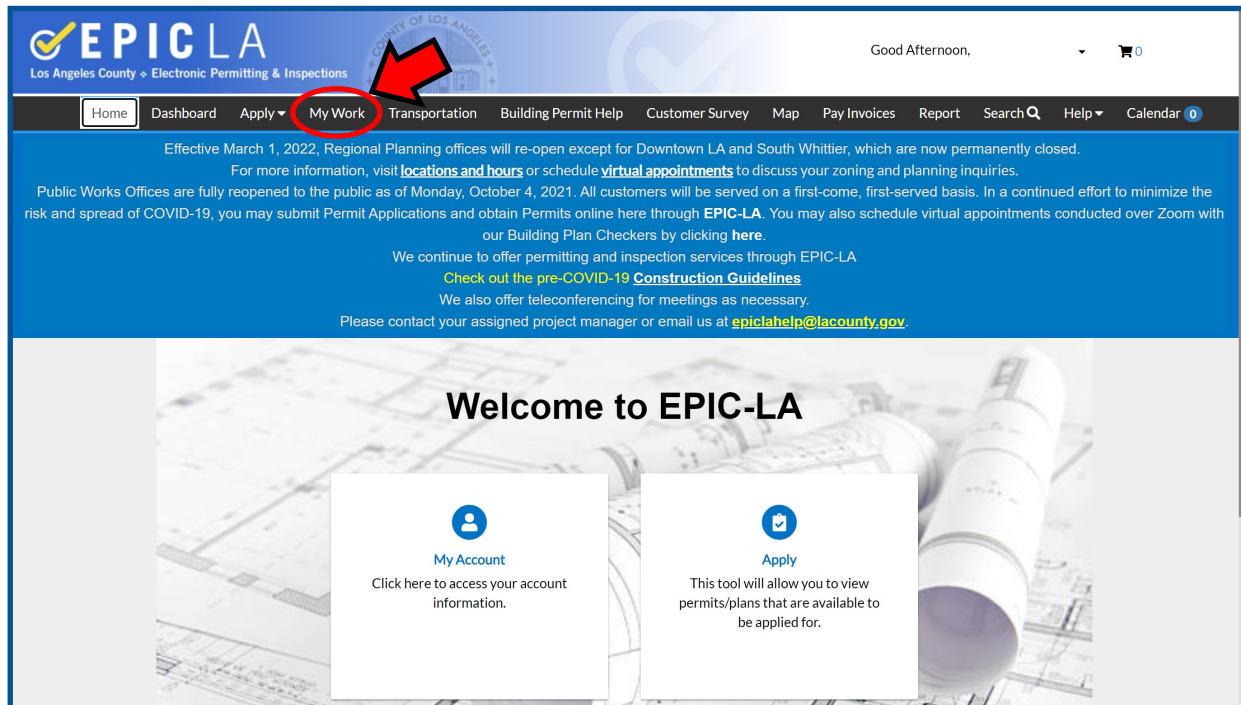 EPICLA
Los Angeles County Electronic Permitting & Inspections
COUNTY OF LOS ANGELES
Good Afternoon,
0
Home Dashboard Apply My Work Transportation Building Permit Help Customer Survey Map Pay Invoices Report Search Help Calendar 0
Effective March 1, 2022, Regional Planning offices will re-open except for Downtown LA and South Whittier, which are now permanently closed.
For more information, visit locations and hours or schedule virtual appointments to discuss your zoning and planning inquiries.
Public Works Offices are fully reopened to the public as of Monday, October 4, 2021. All customers will be served on a first-come, first-served basis. In a continued effort to minimize the
risk and spread of COVID-19, you may submit Permit Applications and obtain Permits online here through EPIC-LA. You may also schedule virtual appointments conducted over Zoom with
our Building Plan Checkers by clicking here.
We continue to offer permitting and inspection services through EPIC-LA
Check out the pre-COVID-19 Construction Guidelines
We also offer teleconferencing for meetings as necessary.
Please contact your assigned project manager or email us at epiclahelp@lacounty.gov.
Welcome to EPIC-LA
My Account
Click here to access your account
information.
Apply
This tool will allow you to view
permits/plans that are available to
be applied for.